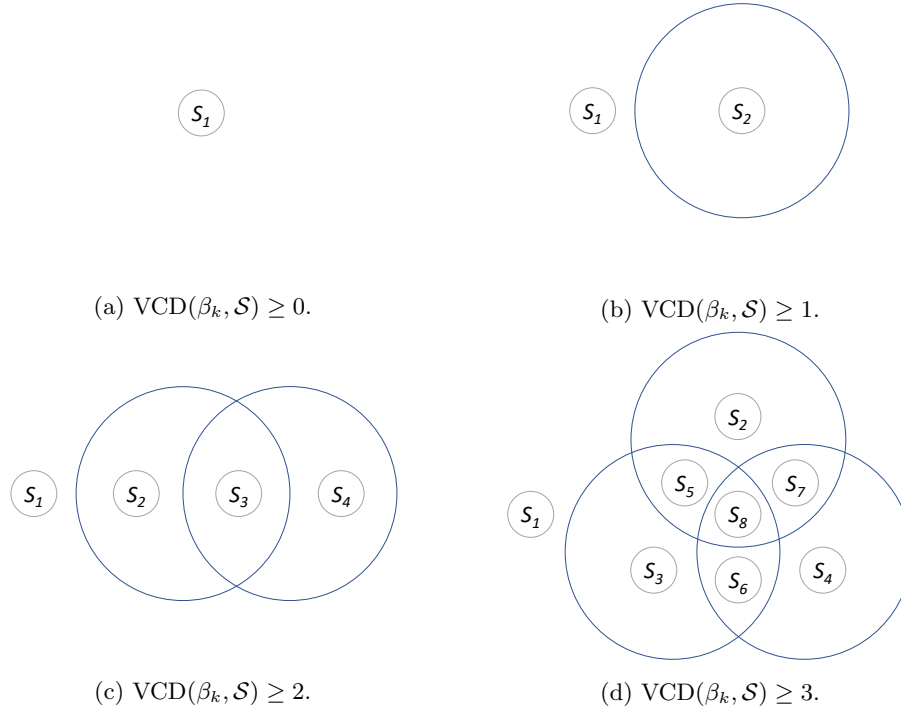 S₁
S₁ S₂
(a) VCD(βₖ, 𝒮) ≥ 0. (b) VCD(βₖ, 𝒮) ≥ 1.
S₁ S₂ S₃ S₄
S₂
S₅ S₇
S₁ S₈
S₃ S₆ S₄
(c) VCD(βₖ, 𝒮) ≥ 2. (d) VCD(βₖ, 𝒮) ≥ 3.